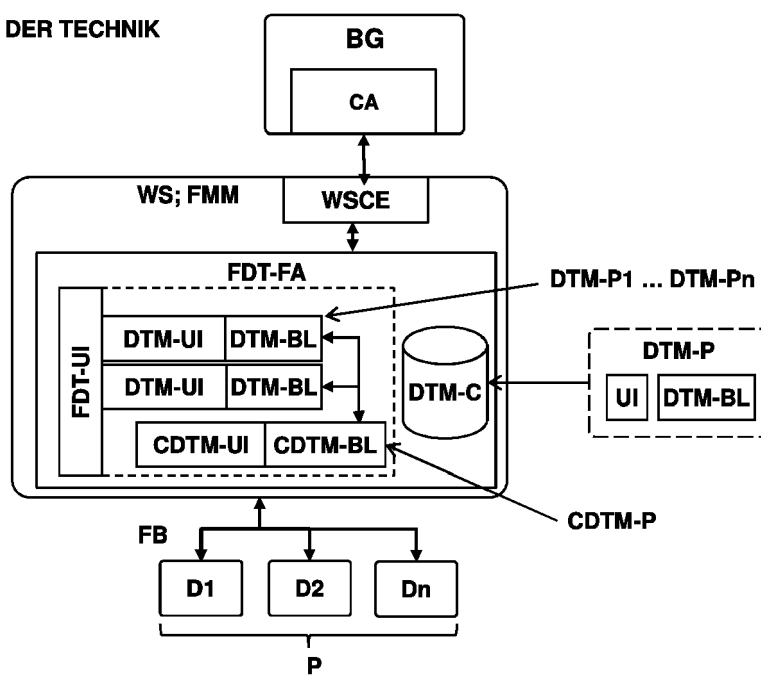 DER TECHNIK
BG
CA
WS; FMM
WSCE
FDT-FA
DTM-P1 ... DTM-Pn
FDT-UI
DTM-UI
DTM-BL
DTM-UI
DTM-BL
CDTM-UI
CDTM-BL
DTM-C
DTM-P
UI
DTM-BL
CDTM-P
FB
D1
D2
Dn
P